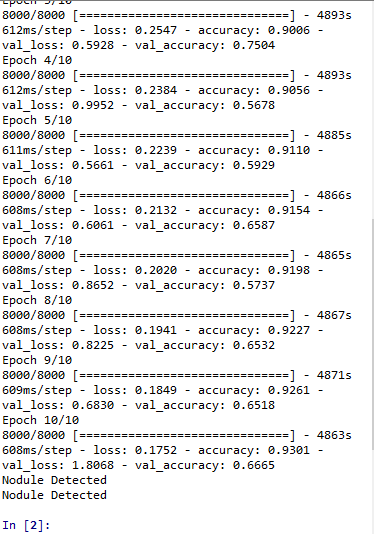 Epoch 3/10
8000/8000 [==============================] - 4893s
612ms/step - loss: 0.2547 - accuracy: 0.9006 -
val_loss: 0.5928 - val_accuracy: 0.7504
Epoch 4/10
8000/8000 [==============================] - 4893s
612ms/step - loss: 0.2384 - accuracy: 0.9056 -
val_loss: 0.9952 - val_accuracy: 0.5678
Epoch 5/10
8000/8000 [==============================] - 4885s
611ms/step - loss: 0.2239 - accuracy: 0.9110 -
val_loss: 0.5661 - val_accuracy: 0.5929
Epoch 6/10
8000/8000 [==============================] - 4866s
608ms/step - loss: 0.2132 - accuracy: 0.9154 -
val_loss: 0.6061 - val_accuracy: 0.6587
Epoch 7/10
8000/8000 [==============================] - 4865s
608ms/step - loss: 0.2020 - accuracy: 0.9198 -
val_loss: 0.8652 - val_accuracy: 0.5737
Epoch 8/10
8000/8000 [==============================] - 4867s
608ms/step - loss: 0.1941 - accuracy: 0.9227 -
val_loss: 0.8225 - val_accuracy: 0.6532
Epoch 9/10
8000/8000 [==============================] - 4871s
609ms/step - loss: 0.1849 - accuracy: 0.9261 -
val_loss: 0.6830 - val_accuracy: 0.6518
Epoch 10/10
8000/8000 [==============================] - 4863s
608ms/step - loss: 0.1752 - accuracy: 0.9301 -
val_loss: 1.8068 - val_accuracy: 0.6665
Nodule Detected
Nodule Detected
In [2]: